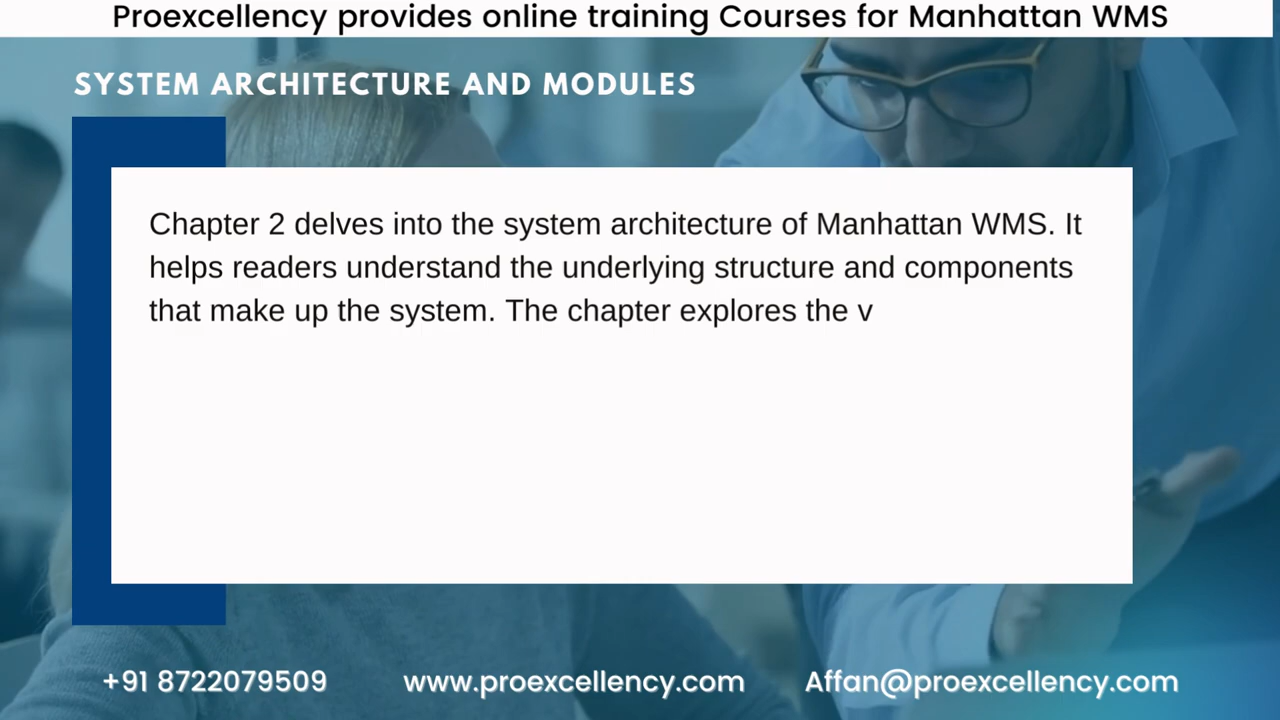 Proexcellency provides online training Courses for Manhattan WMS
SYSTEM ARCHITECTURE AND MODULES
Chapter 2 delves into the system architecture of Manhattan WMS. It
helps readers understand the underlying structure and components
that make up the system. The chapter explores the v
+91 8722079509 www.proexcellency.com Affan@proexcellency.com